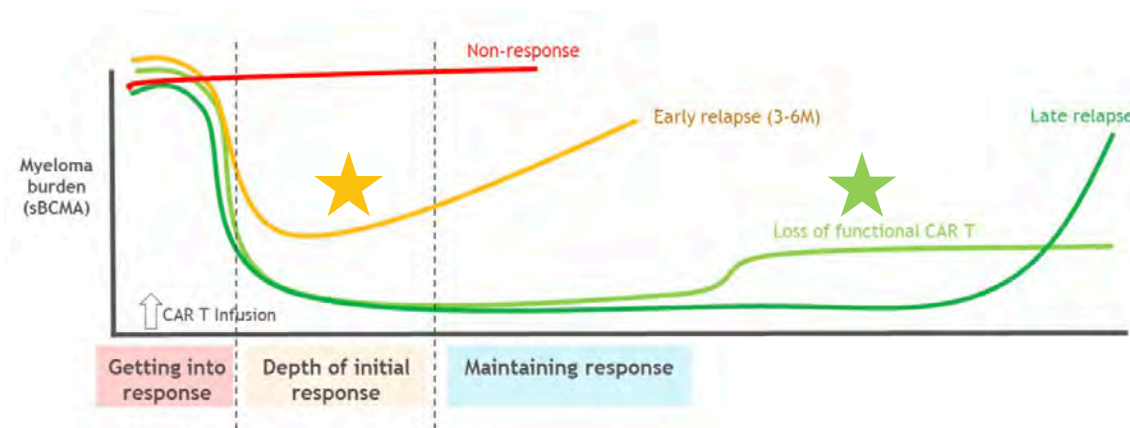 Non-response
Early relapse (3-6M)
Late relapse
Myeloma
burden
(sBCMA)
Loss of functional CAR T
CAR T Infusion
Getting into
response
Depth of initial
response
Maintaining response